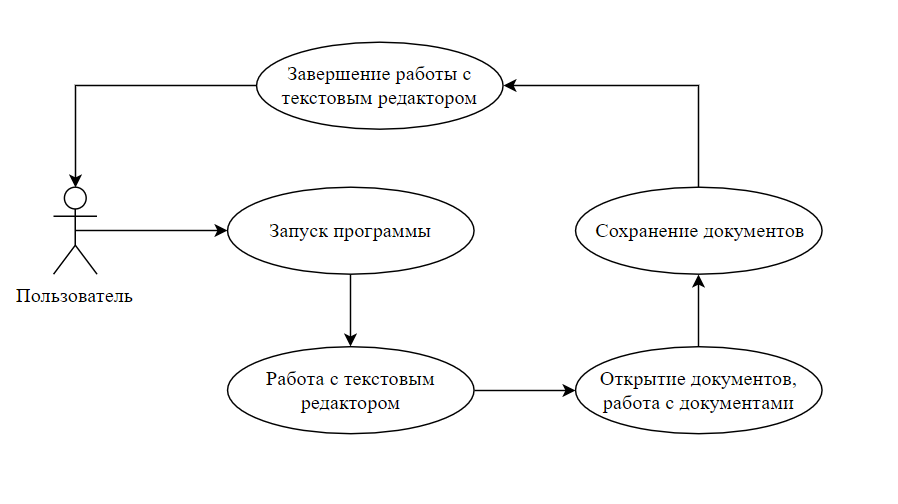 Завершение работы с
текстовым редактором
Запуск программы
Сохранение документов
Пользователь
Работа с текстовым
редактором
Открытие документов,
работа с документами